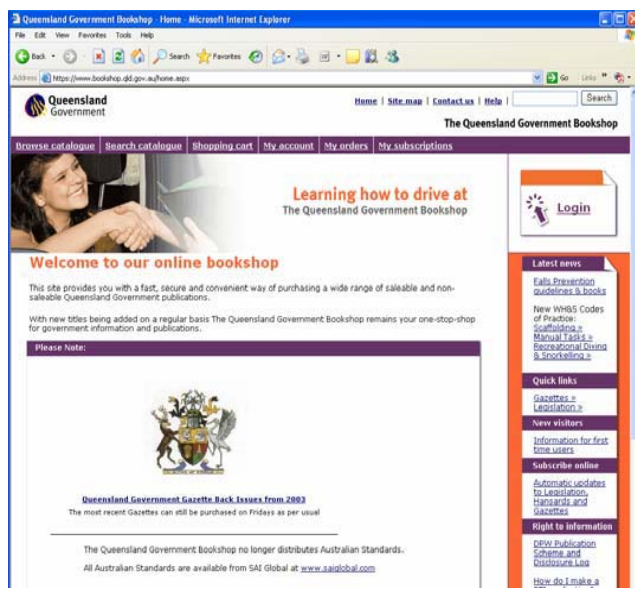 Queensland Government Bookshop - Home - Microsoft Internet Explorer
File Edit View Favorites Tools Help
Back Search Favorites
Address https://www.bookshop.qld.gov.au/home.aspx Go Links »
Queensland
Government
Home | Site map | Contact us | Help | Search
The Queensland Government Bookshop
Browse catalogue Search catalogue Shopping cart My account My orders My subscriptions
Learning how to drive at
The Queensland Government Bookshop
Login
Welcome to our online bookshop
This site provides you with a fast, secure and convenient way of purchasing a wide range of saleable and non-
saleable Queensland Government publications.
With new titles being added on a regular basis The Queensland Government Bookshop remains your one-stop-shop
for government information and publications.
Please Note:
Queensland Government Gazette Back Issues from 2003
The most recent Gazettes can still be purchased on Fridays as per usual
The Queensland Government Bookshop no longer distributes Australian Standards.
All Australian Standards are available from SAI Global at www.saiglobal.com
Latest news
Falls Prevention
guidelines & books
New WH&S Codes
of Practice:
Scaffolding »
Manual Tasks »
Recreational Diving
& Snorkelling »
Quick links
Gazettes »
Legislation »
New visitors
Information for first
time users
Subscribe online
Automatic updates
to Legislation,
Hansards and
Gazettes
Right to information
DPW Publication
Scheme and
Disclosure Log
How do I make a